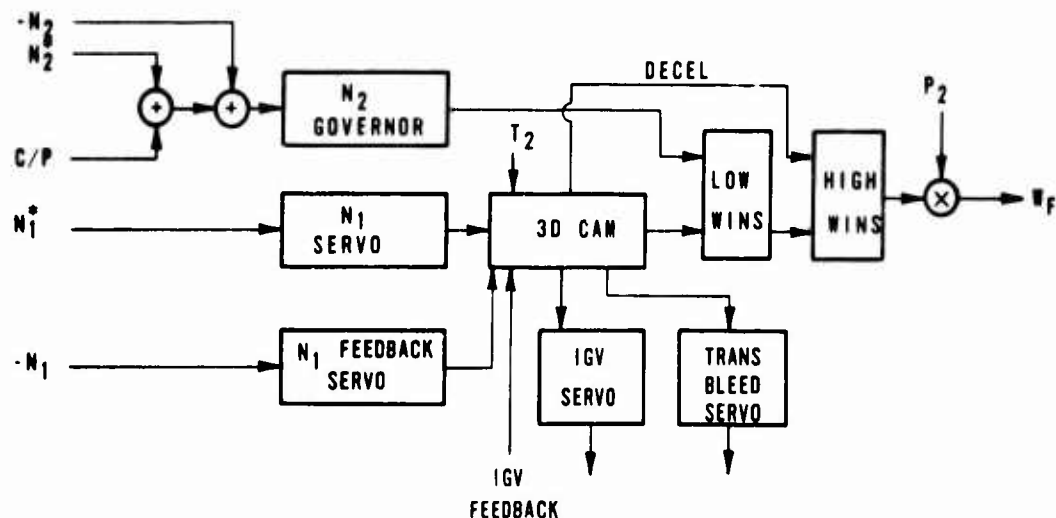 -N₂
N₂*
C/P
N₂
GOVERNOR
DECEL
P₂
T₂
LOW
WINS
HIGH
WINS
+
+
×
W_F
N₁*
N₁
SERVO
3D CAM
-N₁
N₁ FEEDBACK
SERVO
IGV
SERVO
TRANS
BLEED
SERVO
IGV
FEEDBACK